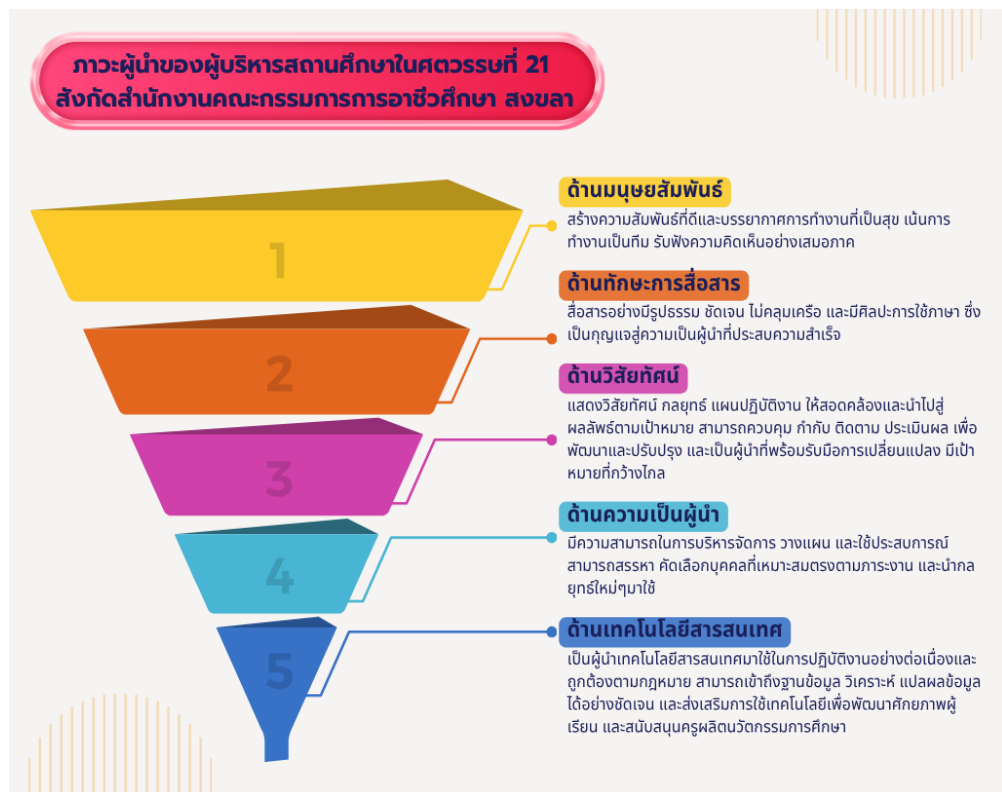 ภาวะผู้นำของผู้บริหารสถานศึกษาในศตวรรษที่ 21
สังกัดสำนักงานคณะกรรมการการอาชีวศึกษา สงขลา
1
ด้านมนุษยสัมพันธ์
สร้างความสัมพันธ์ที่ดีและบรรยากาศการทำงานที่เป็นสุข เน้นการ
ทำงานเป็นทีม รับฟังความคิดเห็นอย่างเสมอภาค
2
ด้านทักษะการสื่อสาร
สื่อสารอย่างมีรูปธรรม ชัดเจน ไม่คลุมเครือ และมีศิลปะการใช้ภาษา ซึ่ง
เป็นกุญแจสู่ความเป็นผู้นำที่ประสบความสำเร็จ
3
ด้านวิสัยทัศน์
แสดงวิสัยทัศน์ กลยุทธ์ แผนปฏิบัติงาน ให้สอดคล้องและนำไปสู่
ผลลัพธ์ตามเป้าหมาย สามารถควบคุม กำกับ ติดตาม ประเมินผล เพื่อ
พัฒนาและปรับปรุง และเป็นผู้นำที่พร้อมรับมือการเปลี่ยนแปลง มีเป้า
หมายที่กว้างไกล
4
ด้านความเป็นผู้นำ
มีความสามารถในการบริหารจัดการ วางแผน และใช้ประสบการณ์
สามารถสรรหา คัดเลือกบุคคลที่เหมาะสมตรงตามภาระงาน และนำกล
ยุทธ์ใหม่ๆมาใช้
5
ด้านเทคโนโลยีสารสนเทศ
เป็นผู้นำเทคโนโลยีสารสนเทศมาใช้ในการปฏิบัติงานอย่างต่อเนื่องและ
ถูกต้องตามกฎหมาย สามารถเข้าถึงฐานข้อมูล วิเคราะห์ แปลผลข้อมูล
ได้อย่างชัดเจน และส่งเสริมการใช้เทคโนโลยีเพื่อพัฒนาศักยภาพผู้
เรียน และสนับสนุนครูผลิตนวัตกรรมการศึกษา